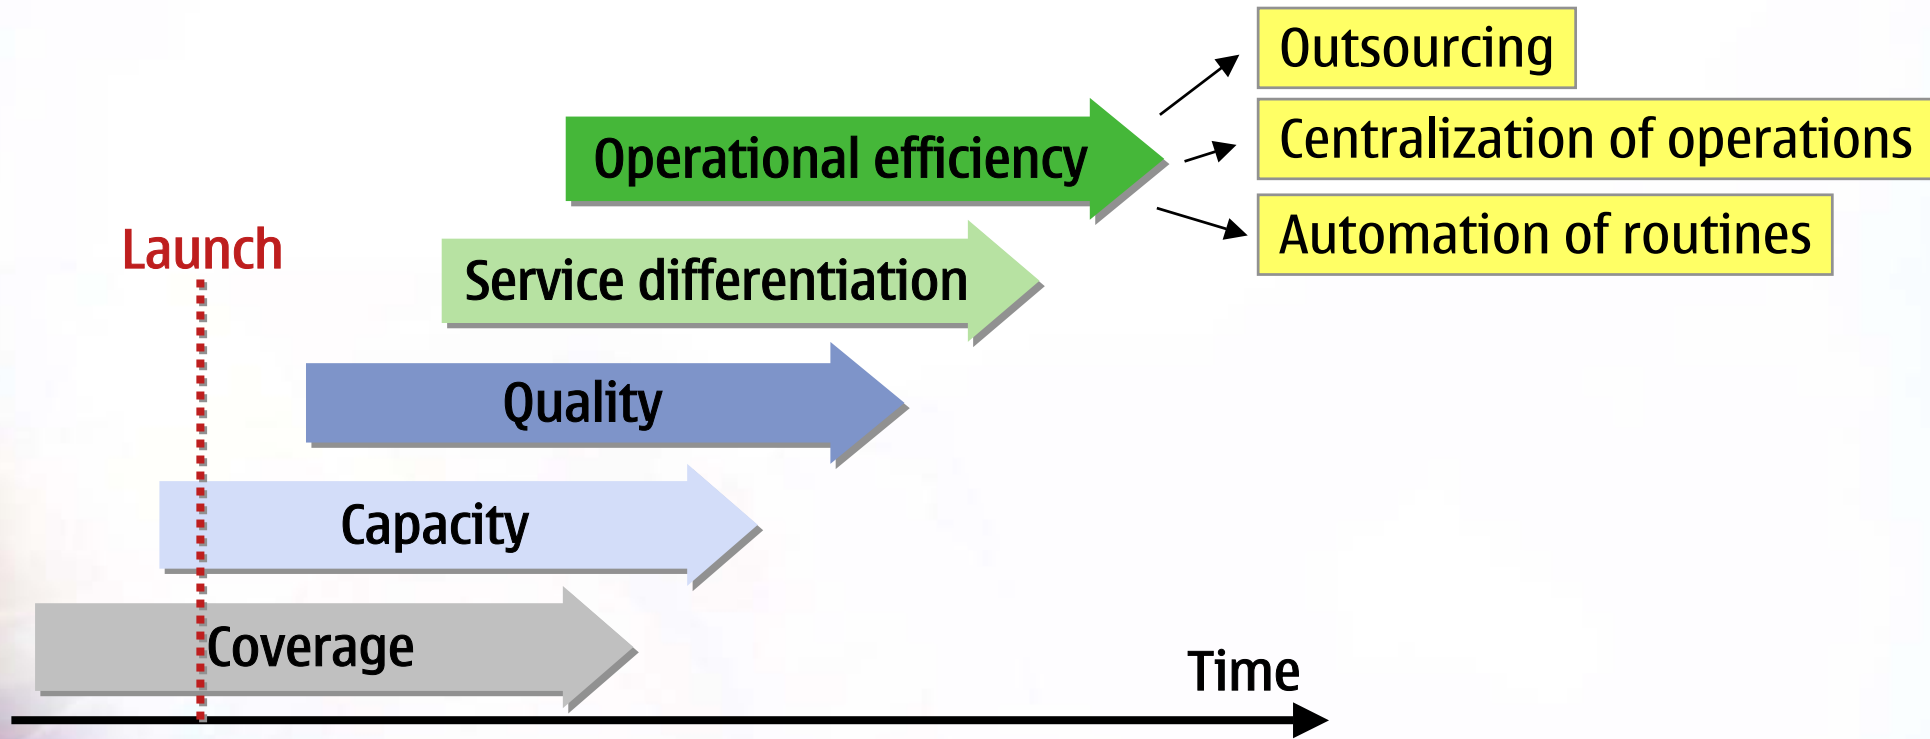 Outsourcing
Centralization of operations
Operational efficiency
Automation of routines
Launch
Service differentiation
Quality
Capacity
Coverage
Time